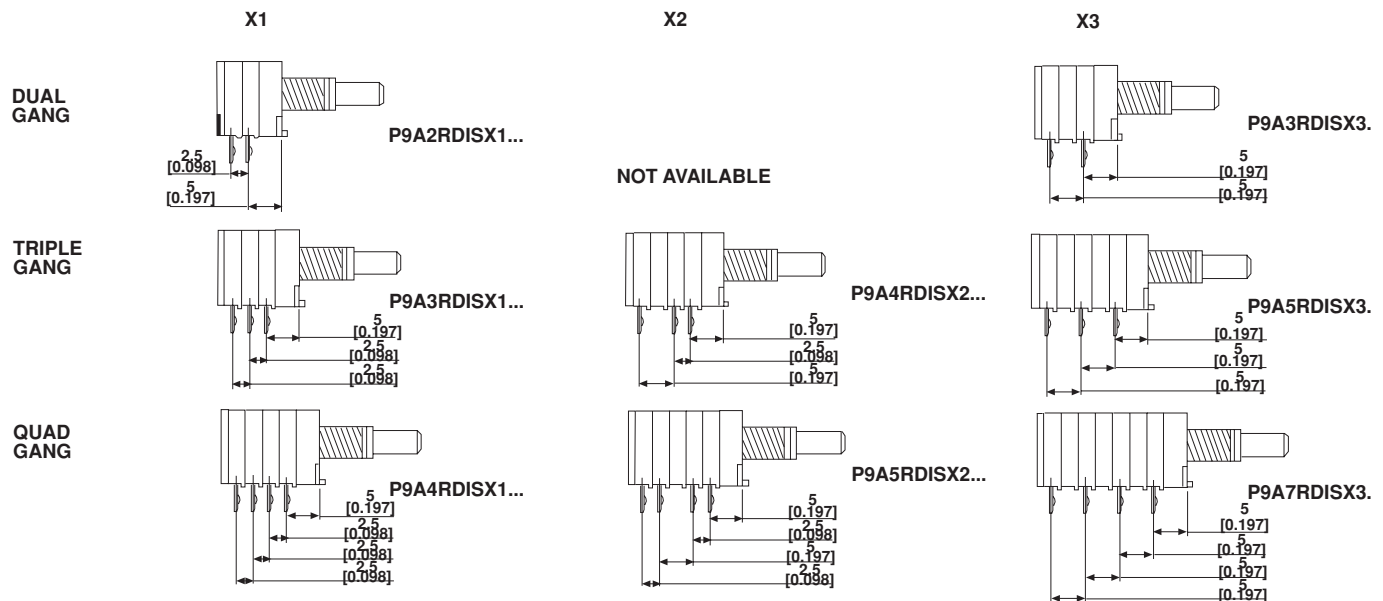 X1
X2
X3
DUAL
GANG
P9A2RDISX1...
2.5
[0.098]
5
[0.197]
NOT AVAILABLE
P9A3RDISX3.
5
[0.197]
5
[0.197]
TRIPLE
GANG
P9A3RDISX1...
5
[0.197]
2.5
[0.098]
2.5
[0.098]
P9A4RDISX2...
5
[0.197]
2.5
[0.098]
5
[0.197]
P9A5RDISX3.
5
[0.197]
5
[0.197]
5
[0.197]
QUAD
GANG
P9A4RDISX1...
5
[0.197]
2.5
[0.098]
2.5
[0.098]
2.5
[0.098]
P9A5RDISX2...
5
[0.197]
2.5
[0.098]
5
[0.197]
2.5
[0.098]
P9A7RDISX3.
5
[0.197]
5
[0.197]
5
[0.197]
5
[0.197]